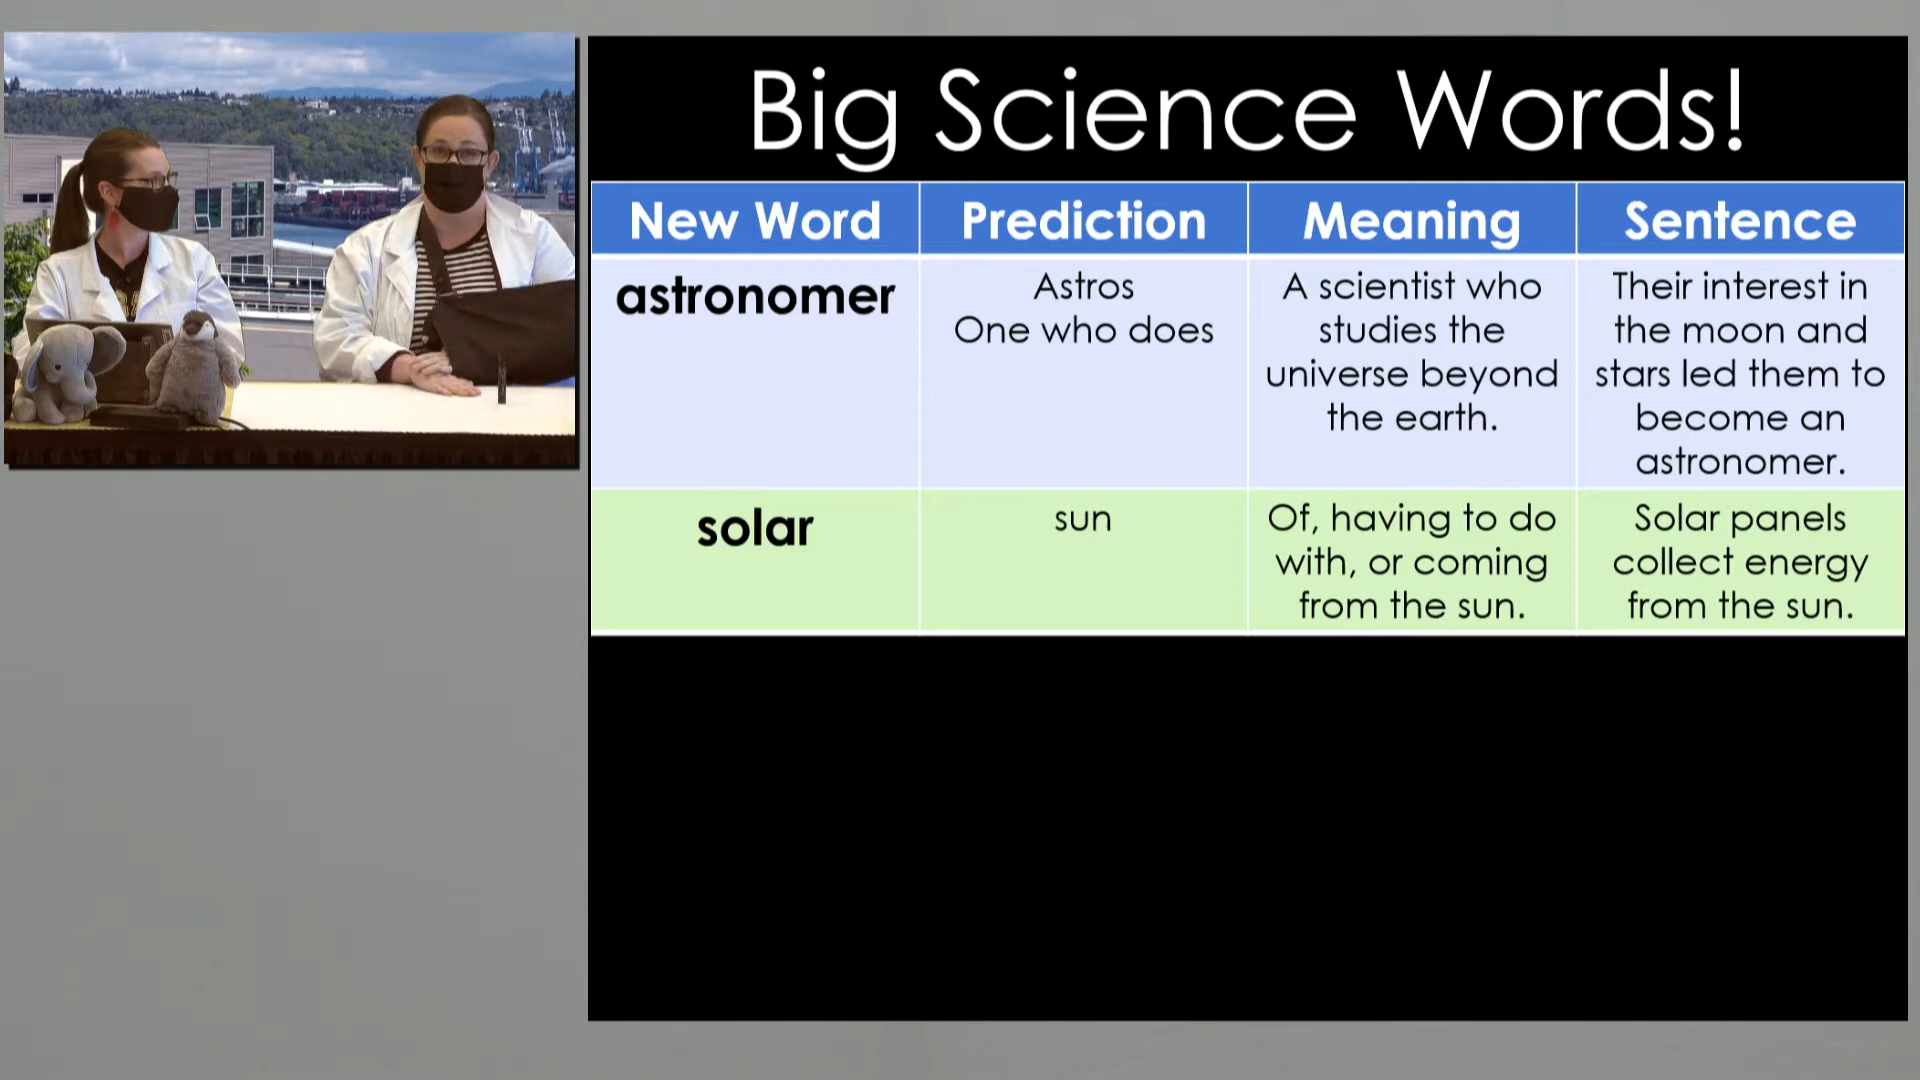 Big Science Words!
New Word
Prediction
Meaning
Sentence
astronomer
Astros
One who does
A scientist who
studies the
universe beyond
the earth.
Their interest in
the moon and
stars led them to
become an
astronomer.
solar
sun
Of, having to do
with, or coming
from the sun.
Solar panels
collect energy
from the sun.